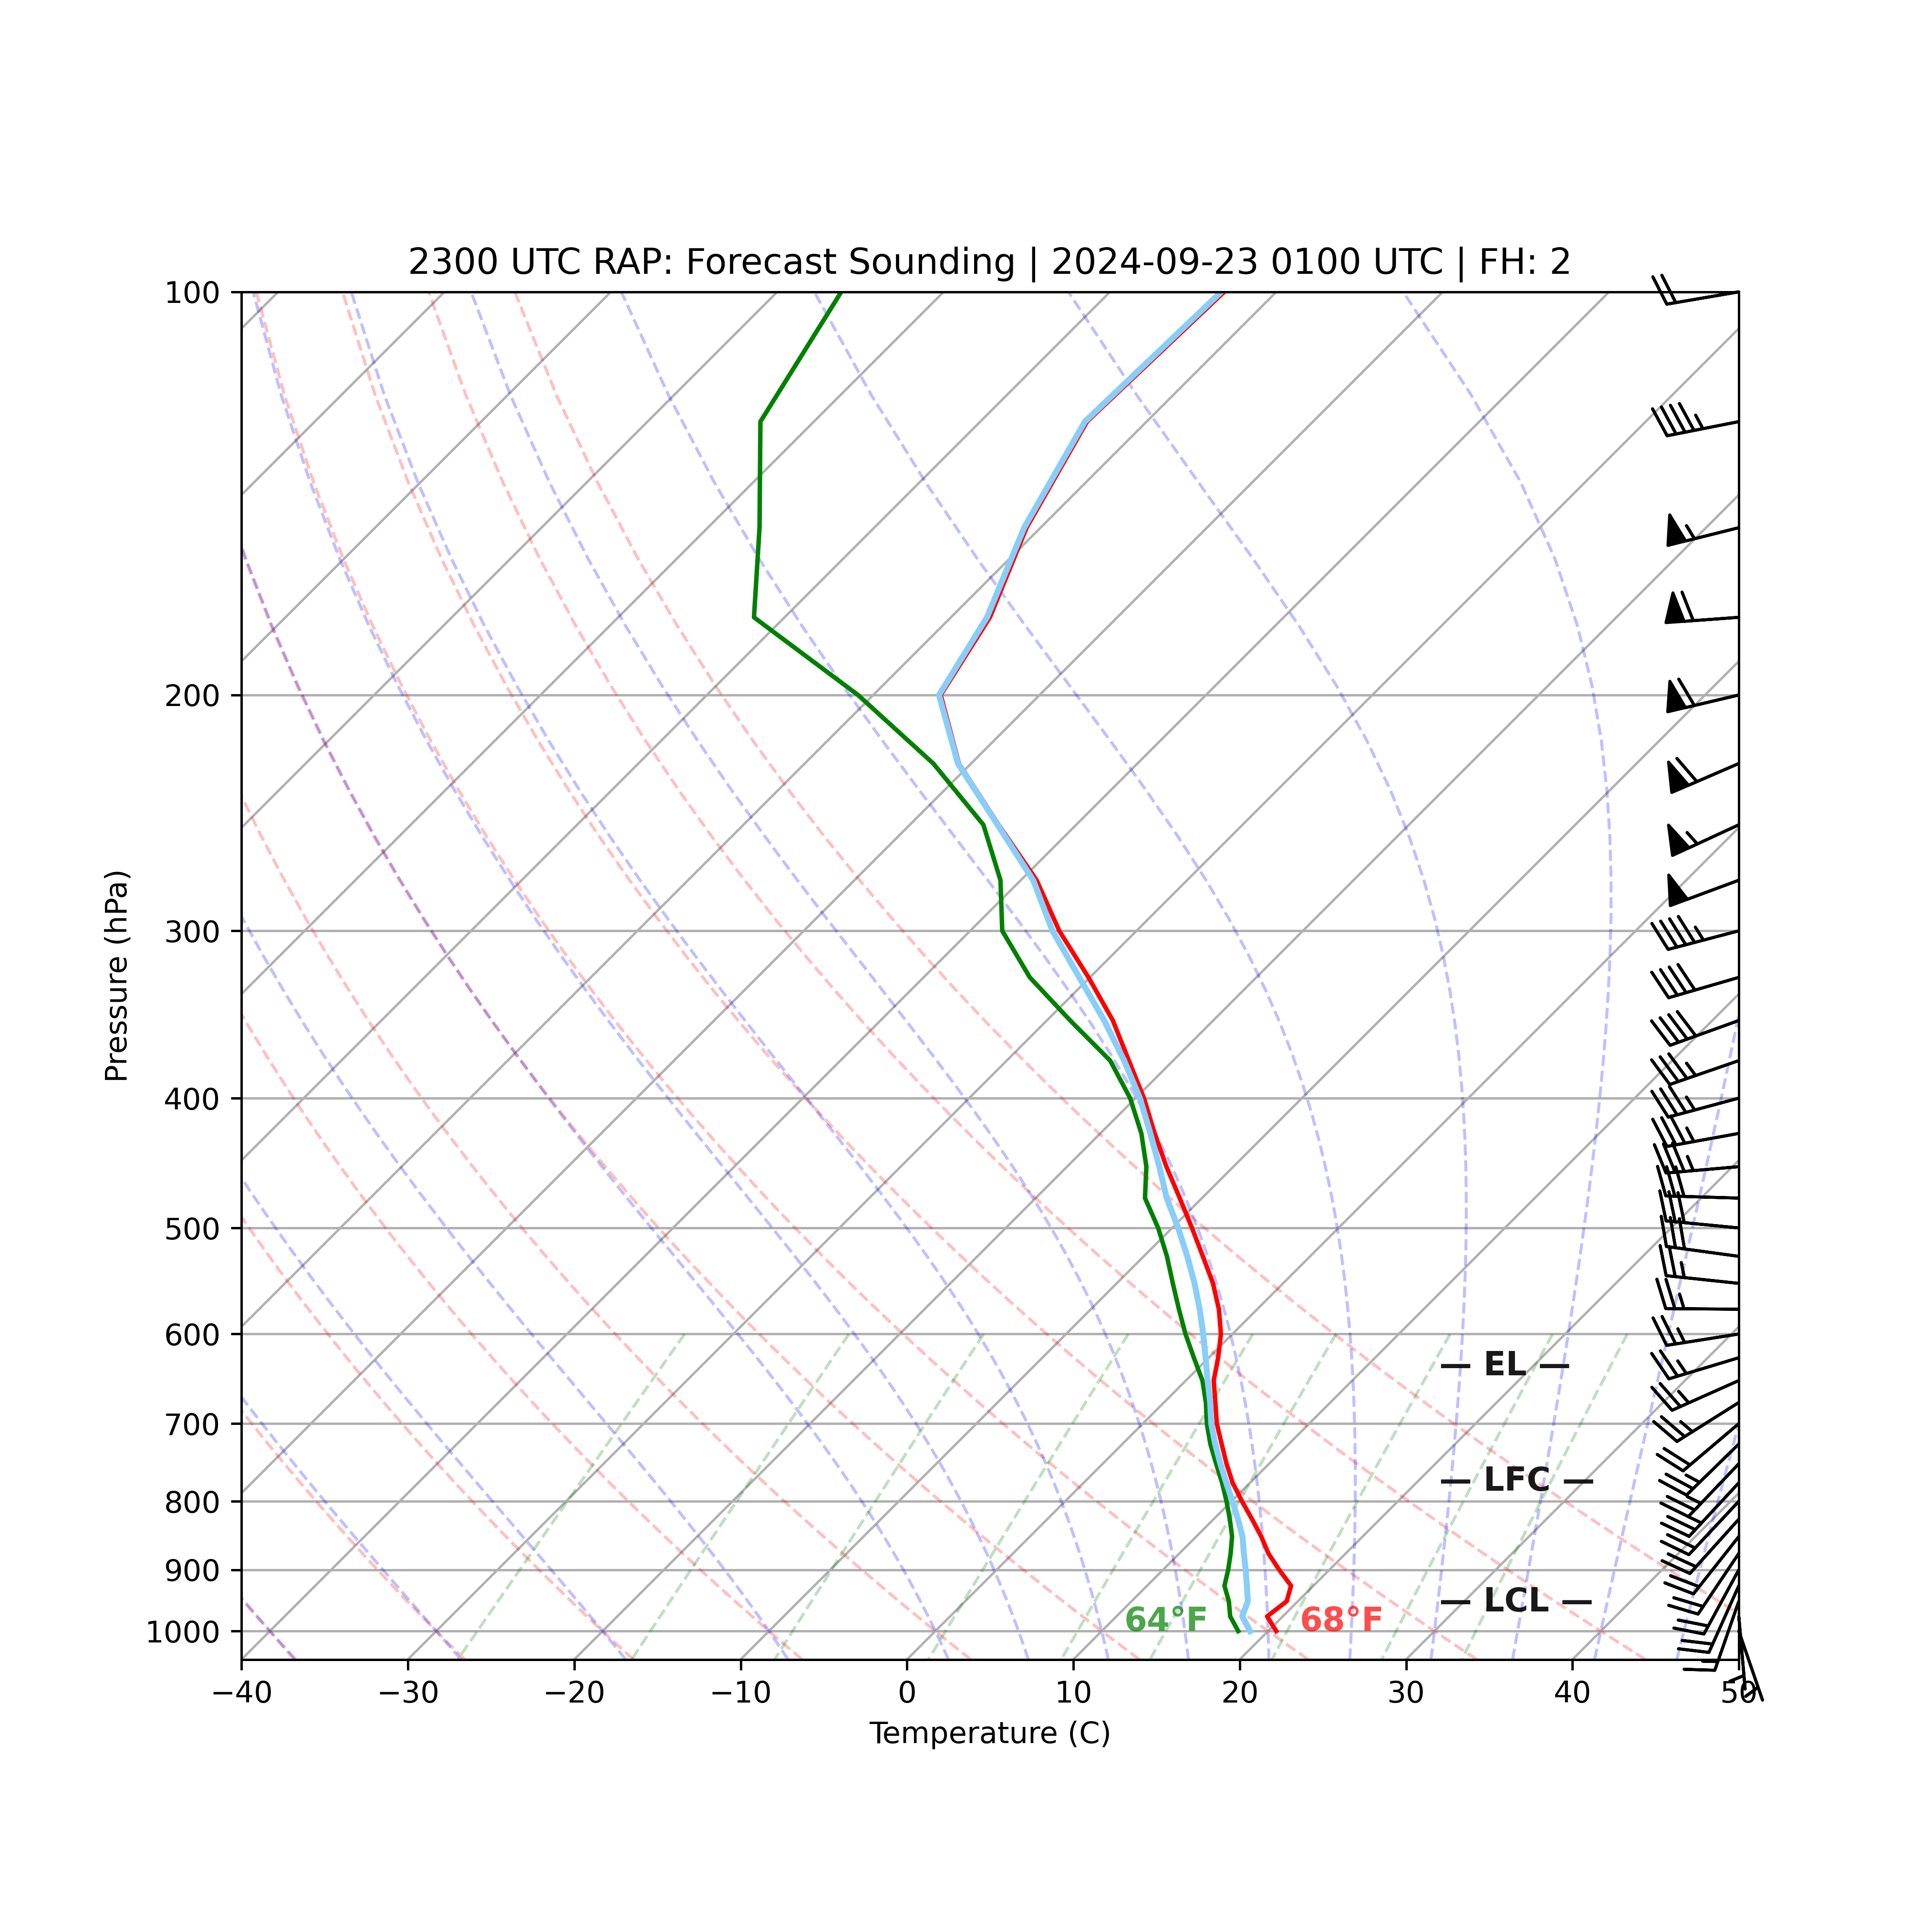 2300 UTC RAP: Forecast Sounding | 2024-09-23 0100 UTC | FH: 2
100
200
300
400
500
600
700
800
900
1000
Pressure (hPa)
— EL —
— LFC —
— LCL —
64°F
68°F
−40
−30
−20
−10
0
10
20
30
40
50
Temperature (C)